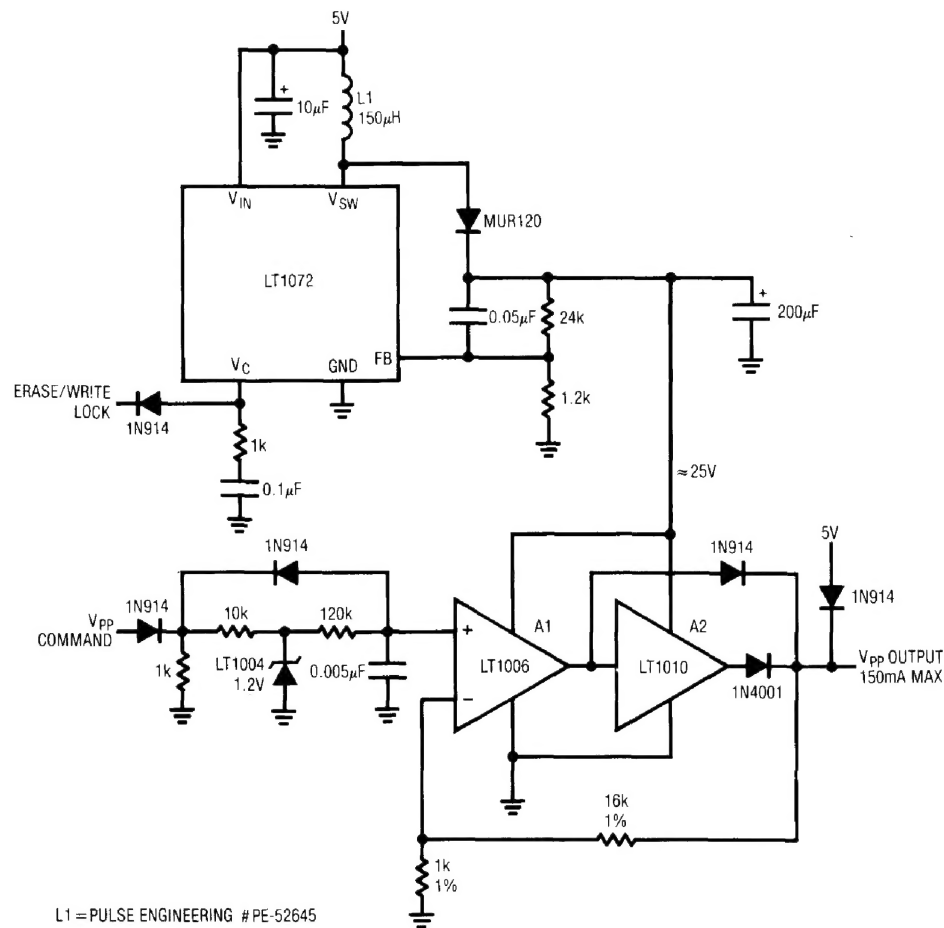 5V
10μF
L1
150μH
VIN
VSW
MUR120
LT1072
0.05μF
24k
200μF
FB
VC
GND
ERASE/WRITE
LOCK
1N914
1k
1.2k
0.1μF
≈25V
1N914
1N914
5V
1N914
VPP
COMMAND
1N914
10k
120k
1k
LT1004
1.2V
0.005μF
+
−
A1
LT1006
A2
LT1010
1N4001
VPP OUTPUT
150mA MAX
16k
1%
1k
1%
L1 = PULSE ENGINEERING #PE-52645